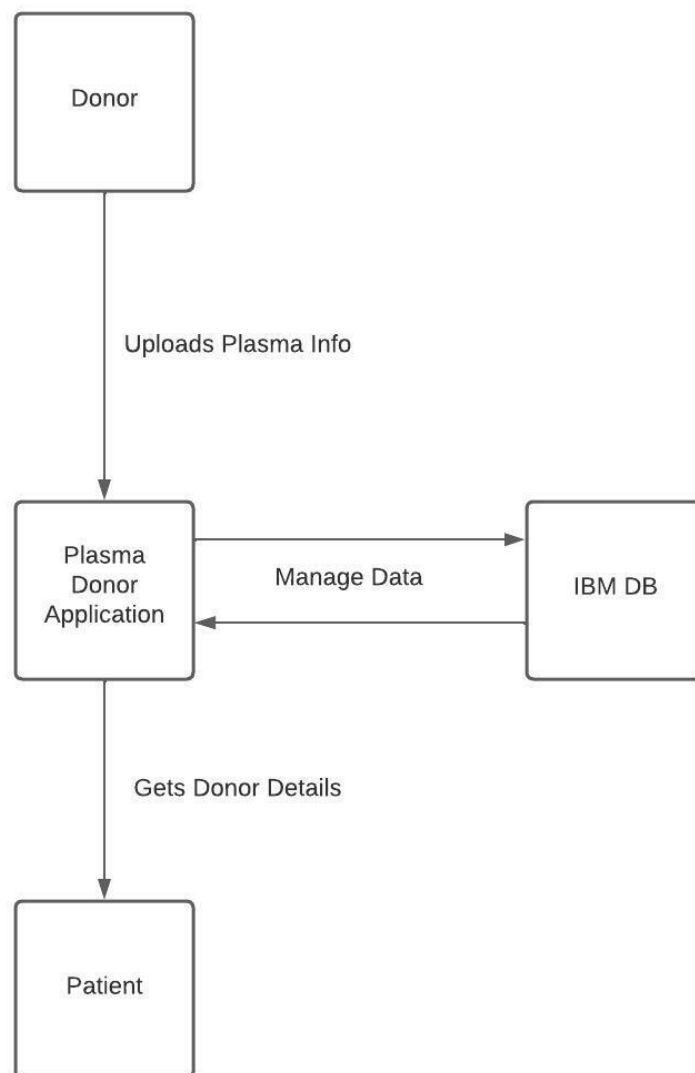 Donor
Uploads Plasma Info
Plasma
Donor
Application
Manage Data
IBM DB
Gets Donor Details
Patient